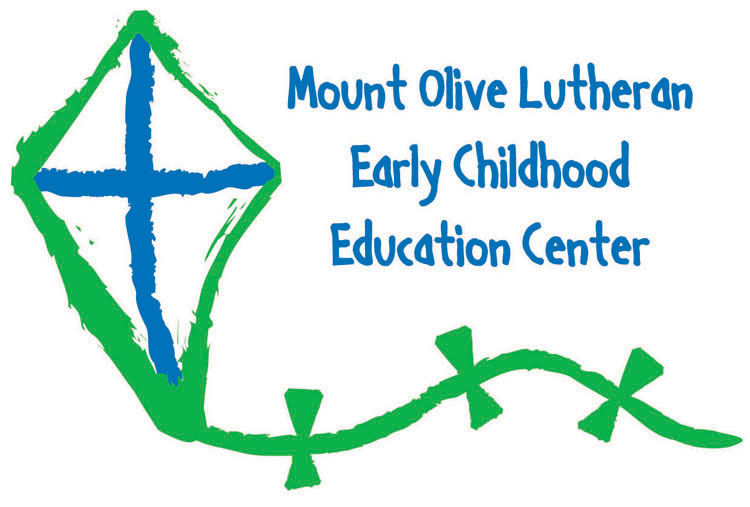 Mount Olive Lutheran
Early Childhood
Education Center